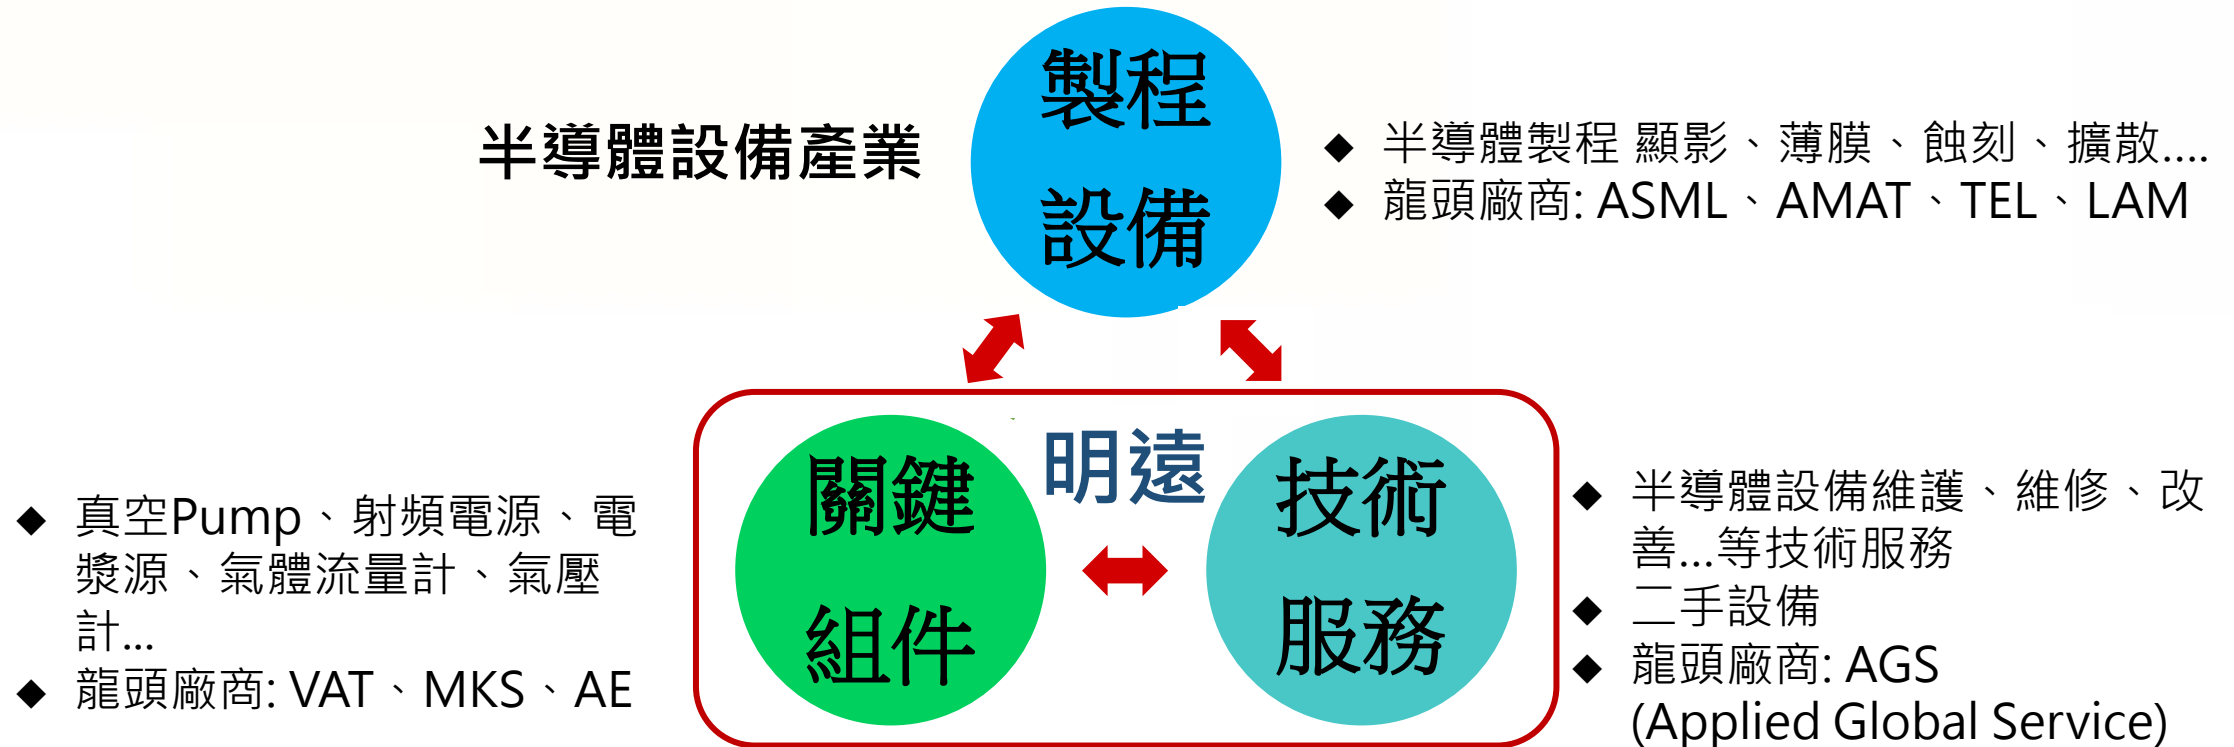 半導體設備產業
製程
設備
◆ 半導體製程 顯影、薄膜、蝕刻、擴散....
◆ 龍頭廠商: ASML、AMAT、TEL、LAM
明遠
關鍵
組件
技術
服務
◆ 真空Pump、射頻電源、電
漿源、氣體流量計、氣壓
計...
◆ 龍頭廠商: VAT、MKS、AE
◆ 半導體設備維護、維修、改
善...等技術服務
◆ 二手設備
◆ 龍頭廠商: AGS
(Applied Global Service)